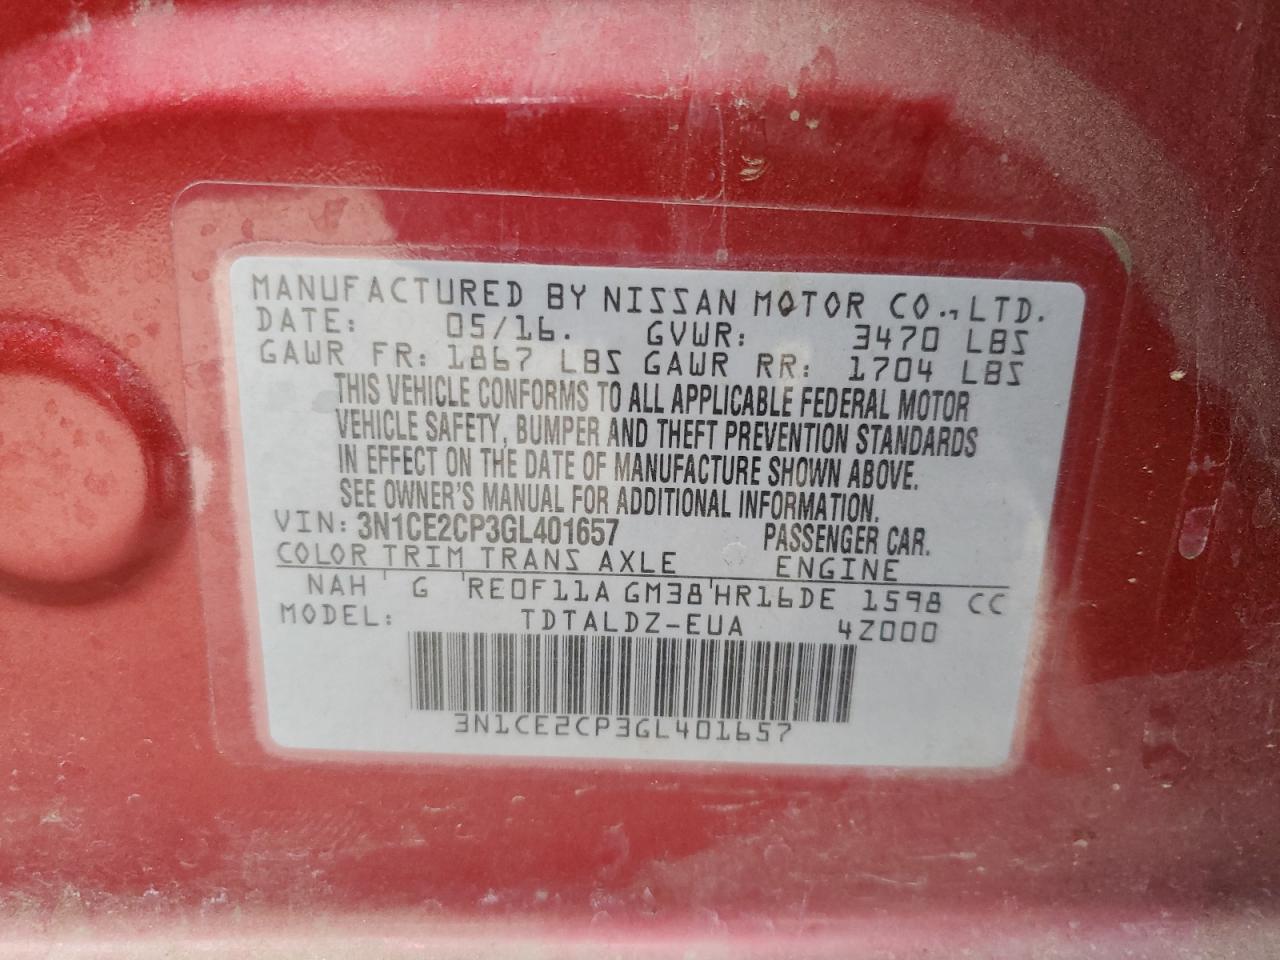 MANUFACTURED BY NISSAN MOTOR CO.,LTD.
DATE: 05/16. GVWR: 3470 LBS
GAWR FR: 1867 LBS GAWR RR: 1704 LBS
THIS VEHICLE CONFORMS TO ALL APPLICABLE FEDERAL MOTOR
VEHICLE SAFETY, BUMPER AND THEFT PREVENTION STANDARDS
IN EFFECT ON THE DATE OF MANUFACTURE SHOWN ABOVE.
SEE OWNER'S MANUAL FOR ADDITIONAL INFORMATION.
VIN: 3N1CE2CP3GL401657 PASSENGER CAR.
COLOR TRIM TRANS AXLE ENGINE
NAH ' G 'RE0F11A GM38'HR16DE 1598 CC
MODEL: TDTALDZ-EUA 4Z000
3N1CE2CP3GL401657